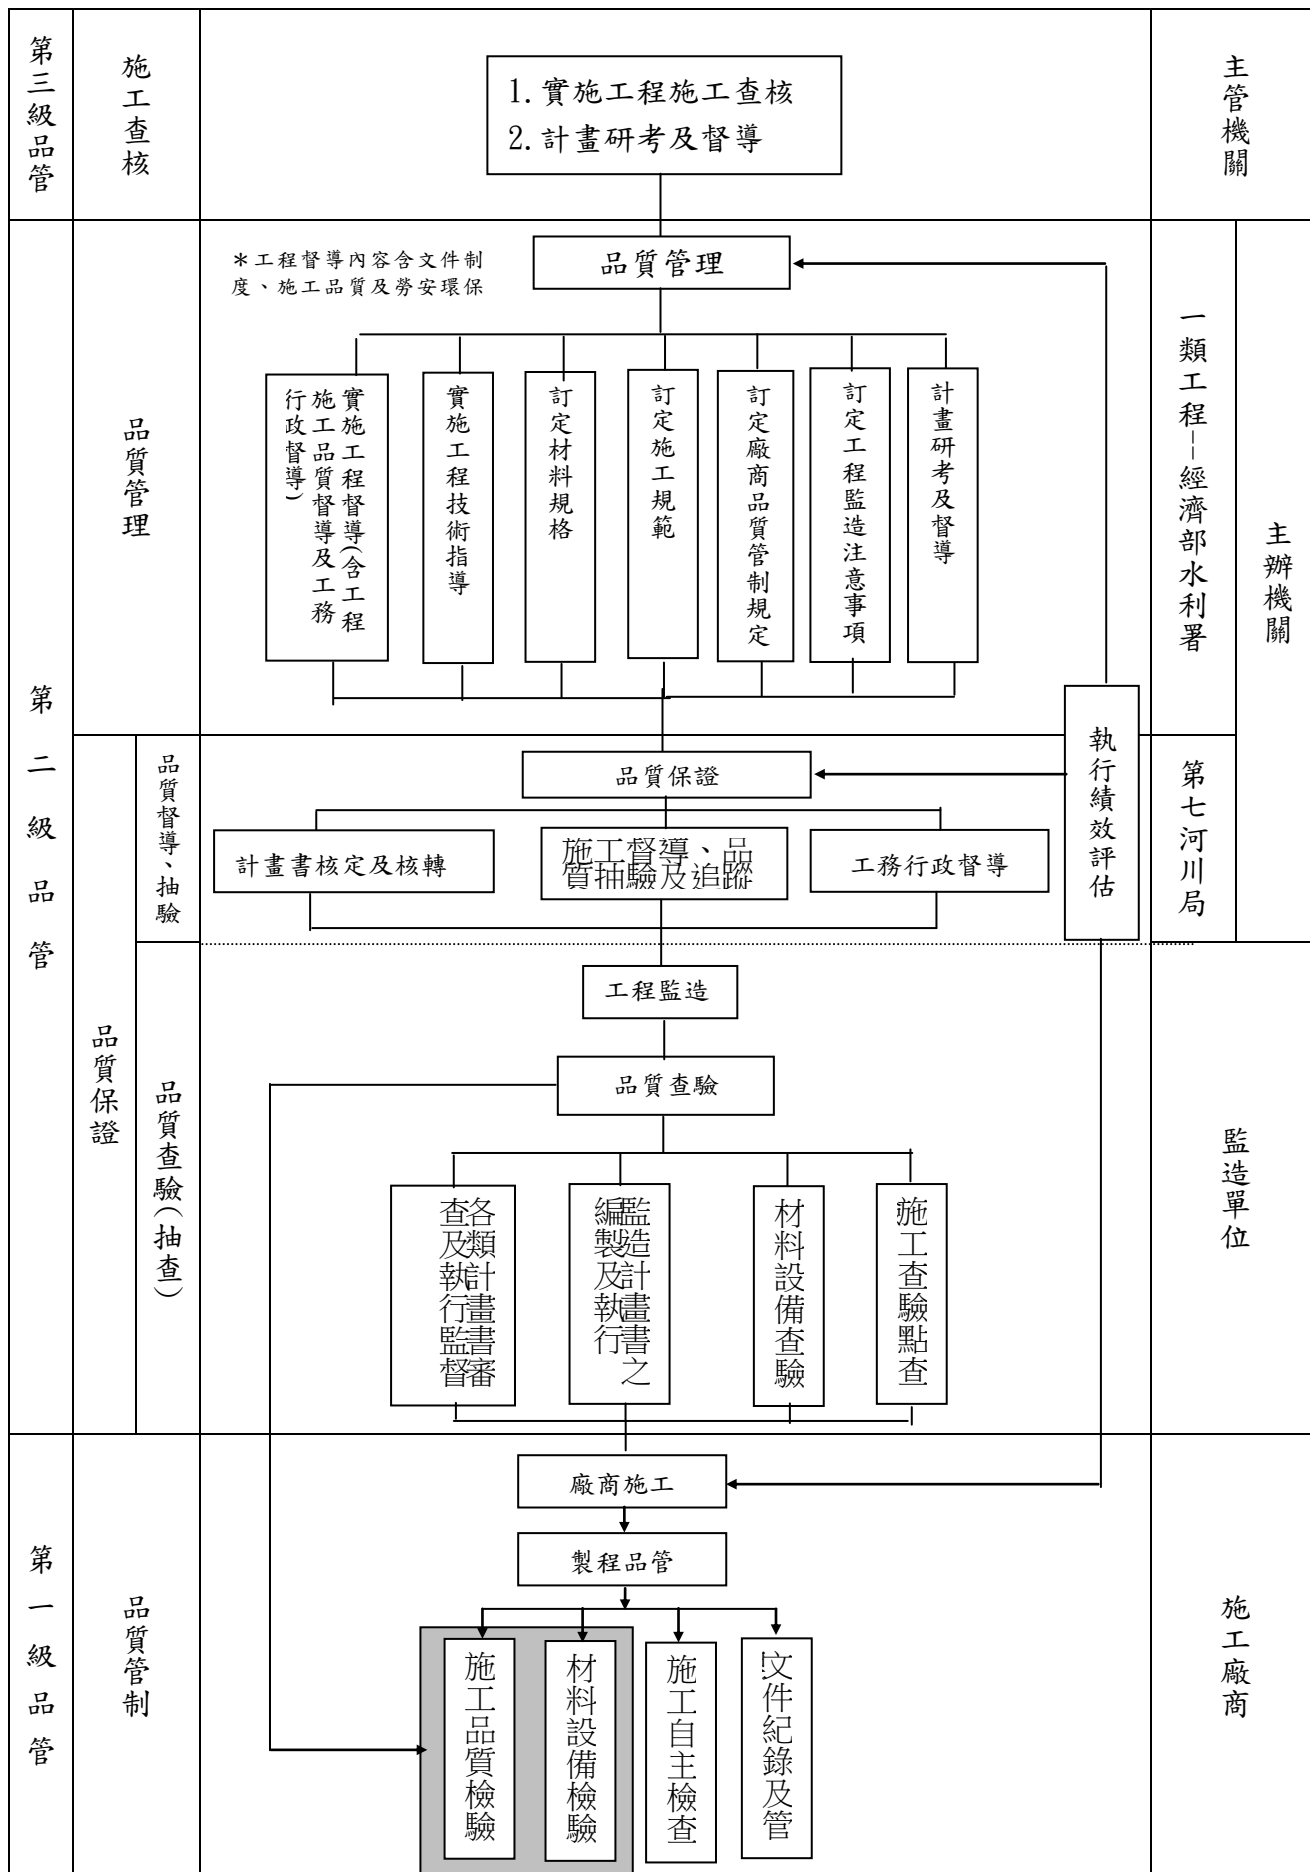 第三級品管
施工查核
1.實施工程施工查核
2.計畫研考及督導
主管機關
第二級品管
品質管理
＊工程督導內容含文件制
度、施工品質及勞安環保
品質管理
實施工程督導(含工程
施工品質督導及工務
行政督導)
實施工程技術指導
訂定材料規格
訂定施工規範
訂定廠商品質管制規定
訂定工程監造注意事項
計畫研考及督導
一類工程--經濟部水利署
主辦機關
品質保證
品質督導、抽驗
品質保證
計畫書核定及核轉
施工督導、品
質抽驗及追蹤
工務行政督導
執行績效評估
第七河川局
品質查驗(抽查)
工程監造
品質查驗
各類計畫書審
查及執行監督
監造計畫書之
編製及執行
材料設備查驗
施工查驗點查
監造單位
第一級品管
品質管制
廠商施工
製程品管
施工品質檢驗
材料設備檢驗
施工自主檢查
文件紀錄及管
施工廠商